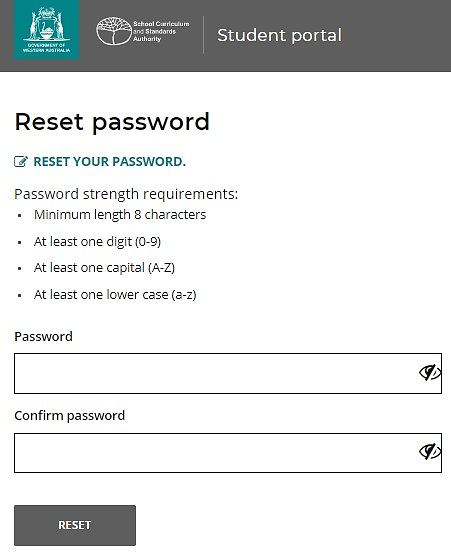 GOVERNMENT OF
WESTERN AUSTRALIA
School Curriculum
and Standards
Authority
Student portal
Reset password
RESET YOUR PASSWORD.
Password strength requirements:
Minimum length 8 characters
At least one digit (0-9)
At least one capital (A-Z)
At least one lower case (a-z)
Password
Confirm password
RESET